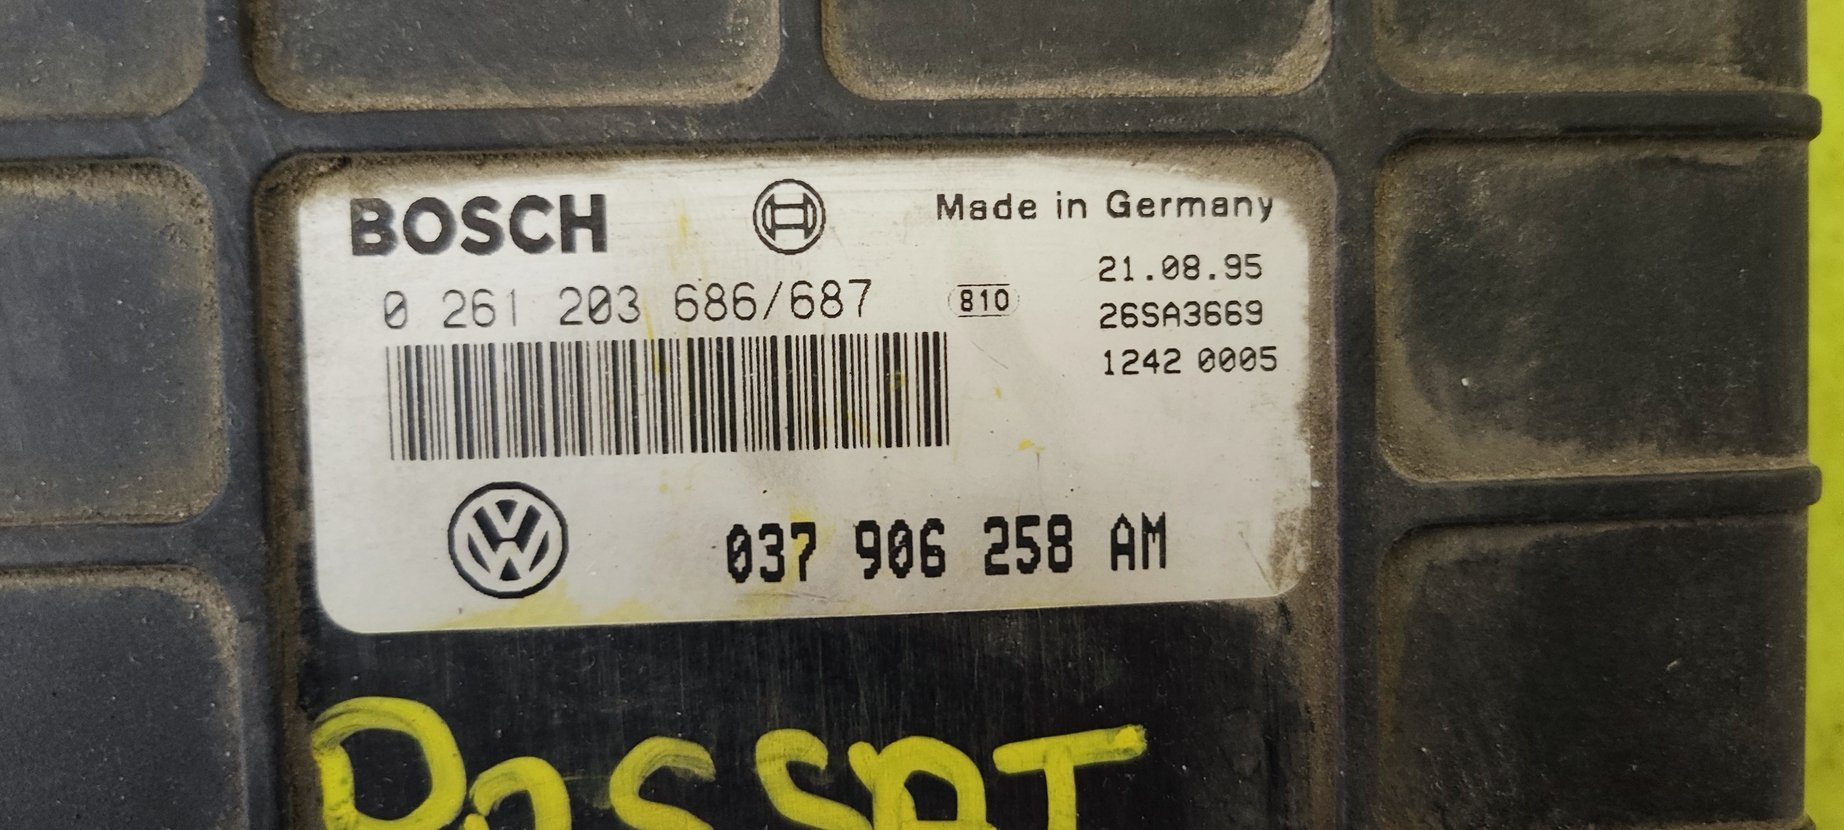 BOSCH
Made in Germany
21.08.95
0 261 203 686/687
810
26SA3669
1242 0005
037 906 258 AM
PASSAT